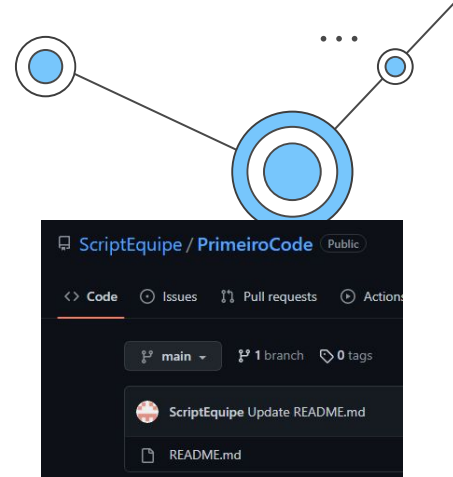 ScriptEquipe / PrimeiroCode Public
Code Issues Pull requests Actions
main 1 branch 0 tags
ScriptEquipe Update README.md
README.md